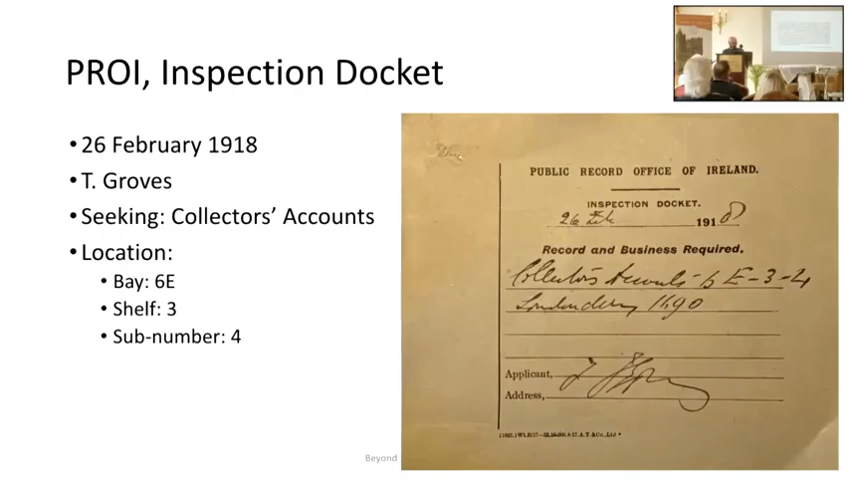 PROI, Inspection Docket
• 26 February 1918
• T. Groves
• Seeking: Collectors' Accounts
• Location:
• Bay: 6E
• Shelf: 3
• Sub-number: 4
PUBLIC RECORD OFFICE OF IRELAND.
INSPECTION DOCKET.
26 Feb 1918
Record and Business Required.
Collectors Accounts - 6 E-3-4
Londonderry 1690
Applicant,
Address,
Beyond